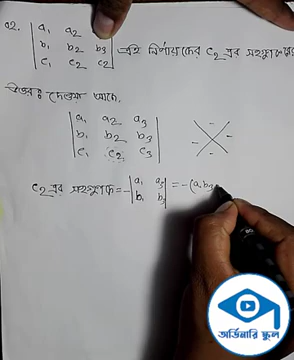 ০২. | a₁ a₂ |
| b₁ b₂ b₃ | এই নির্ণায়কের c₂ এর সহগুণকের
| c₁ c₂ c₂ |
উত্তরঃ দেওয়া আছে,
| a₁ a₂ a₃ |
| b₁ b₂ b₃ |
| c₁ c₂ c₃ |
c₂ এর সহগুণক = - | a₁ a₃ | = - (a₁b₃
| b₁ b₃ |
অর্ডিনারি স্কুল